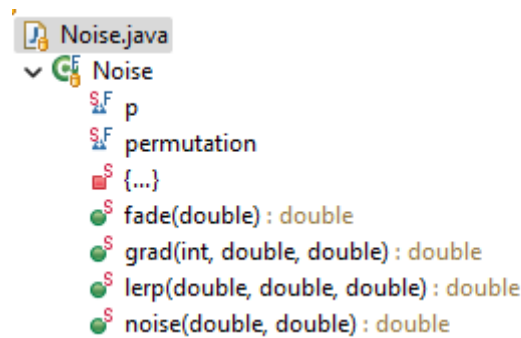 Noise.java
Noise
p
permutation
{...}
fade(double) : double
grad(int, double, double) : double
lerp(double, double, double) : double
noise(double, double) : double